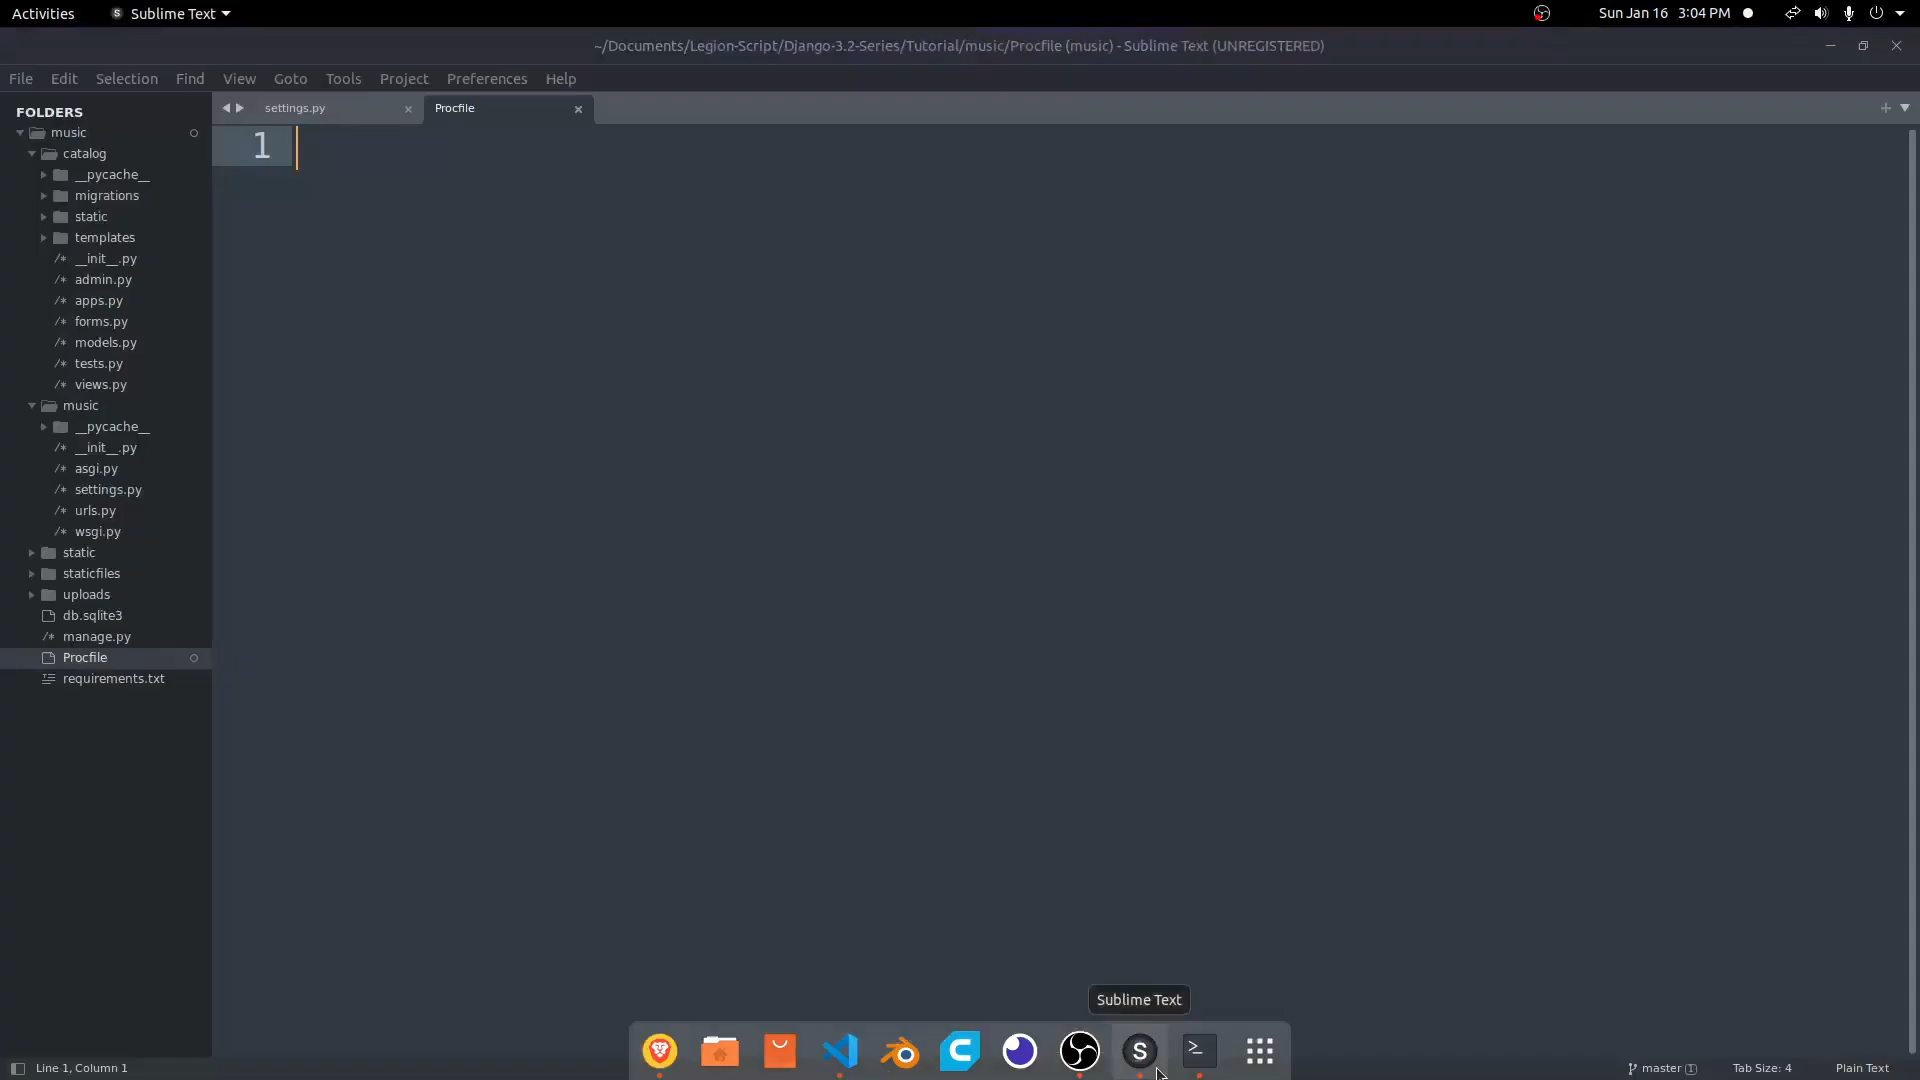 Activities
Sublime Text
Sun Jan 16 3:04 PM
~/Documents/Legion-Script/Django-3.2-Series/Tutorial/music/Procfile (music) - Sublime Text (UNREGISTERED)
File Edit Selection Find View Goto Tools Project Preferences Help
FOLDERS
music
catalog
__pycache__
migrations
static
templates
/* __init__.py
/* admin.py
/* apps.py
/* forms.py
/* models.py
/* tests.py
/* views.py
music
__pycache__
/* __init__.py
/* asgi.py
/* settings.py
/* urls.py
/* wsgi.py
static
staticfiles
uploads
db.sqlite3
/* manage.py
Procfile
requirements.txt
settings.py
Procfile
1
Sublime Text
S
Line 1, Column 1
master 1
Tab Size: 4
Plain Text